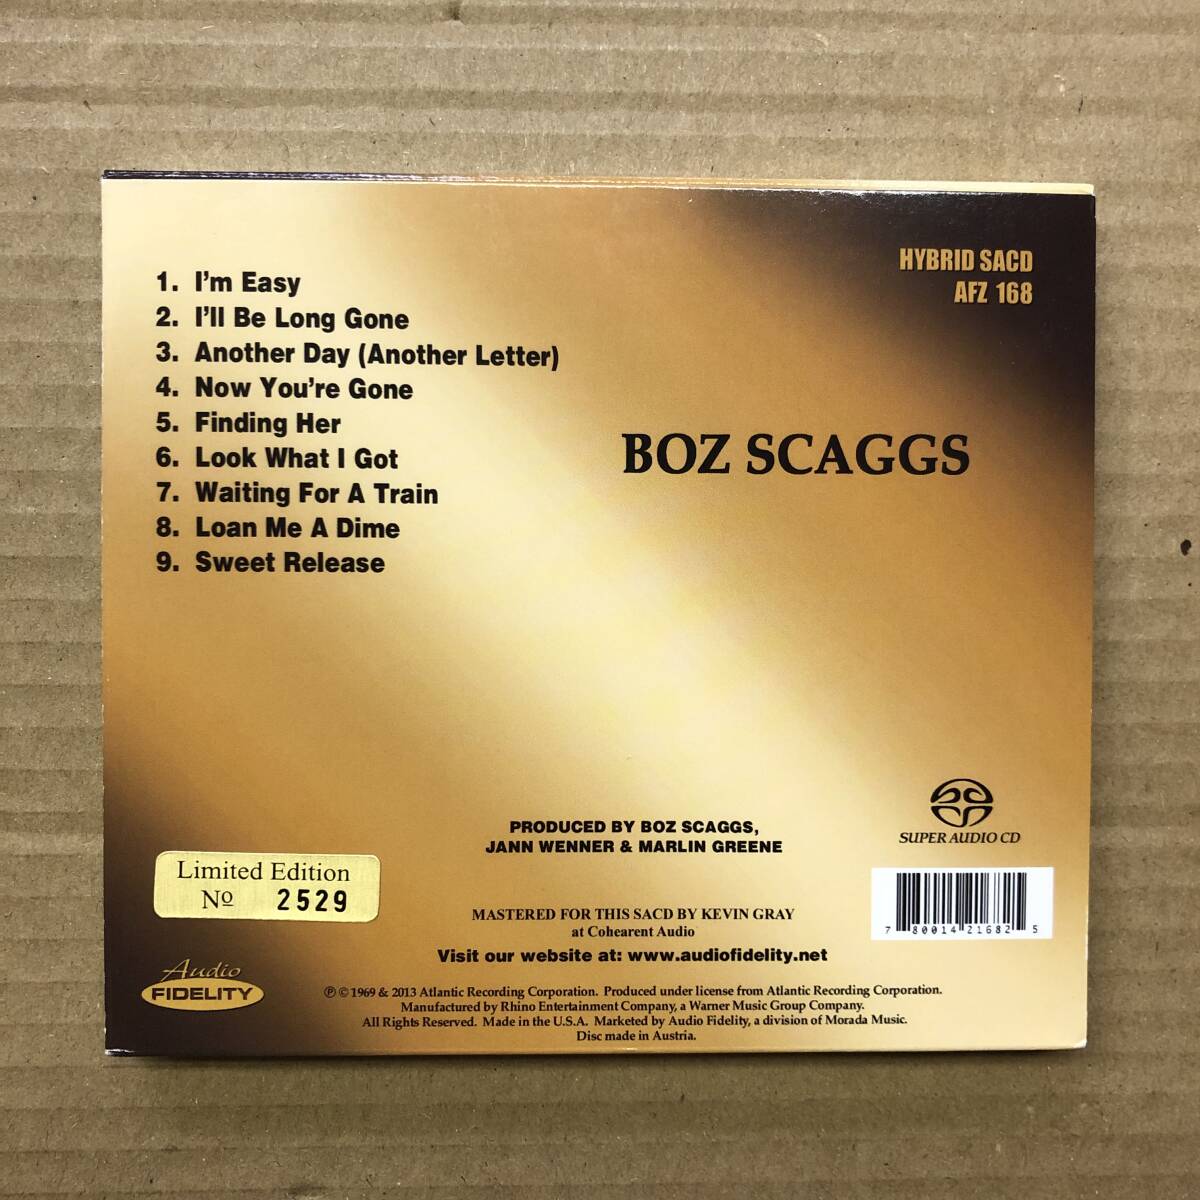 HYBRID SACD
AFZ 168
1. I'm Easy
2. I'll Be Long Gone
3. Another Day (Another Letter)
4. Now You're Gone
5. Finding Her
6. Look What I Got
7. Waiting For A Train
8. Loan Me A Dime
9. Sweet Release
BOZ SCAGGS
PRODUCED BY BOZ SCAGGS,
JANN WENNER & MARLIN GREENE
SUPER AUDIO CD
Limited Edition
Nº 2529
MASTERED FOR THIS SACD BY KEVIN GRAY
at Cohearent Audio
7 80014 21682 5
Visit our website at: www.audiofidelity.net
Audio
FIDELITY
℗ © 1969 & 2013 Atlantic Recording Corporation. Produced under license from Atlantic Recording Corporation.
Manufactured by Rhino Entertainment Company, a Warner Music Group Company.
All Rights Reserved. Made in the U.S.A. Marketed by Audio Fidelity, a division of Morada Music.
Disc made in Austria.